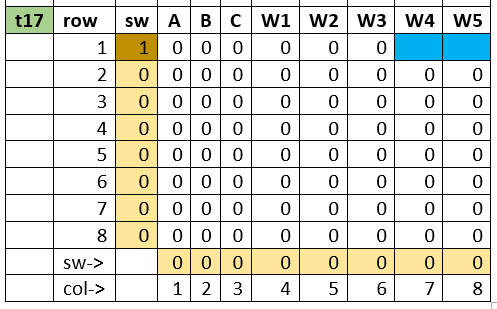 t17 row sw A B C W1 W2 W3 W4 W5
1 1 0 0 0 0 0 0
2 0 0 0 0 0 0 0 0 0
3 0 0 0 0 0 0 0 0 0
4 0 0 0 0 0 0 0 0 0
5 0 0 0 0 0 0 0 0 0
6 0 0 0 0 0 0 0 0 0
7 0 0 0 0 0 0 0 0 0
8 0 0 0 0 0 0 0 0 0
sw-> 0 0 0 0 0 0 0 0
col-> 1 2 3 4 5 6 7 8